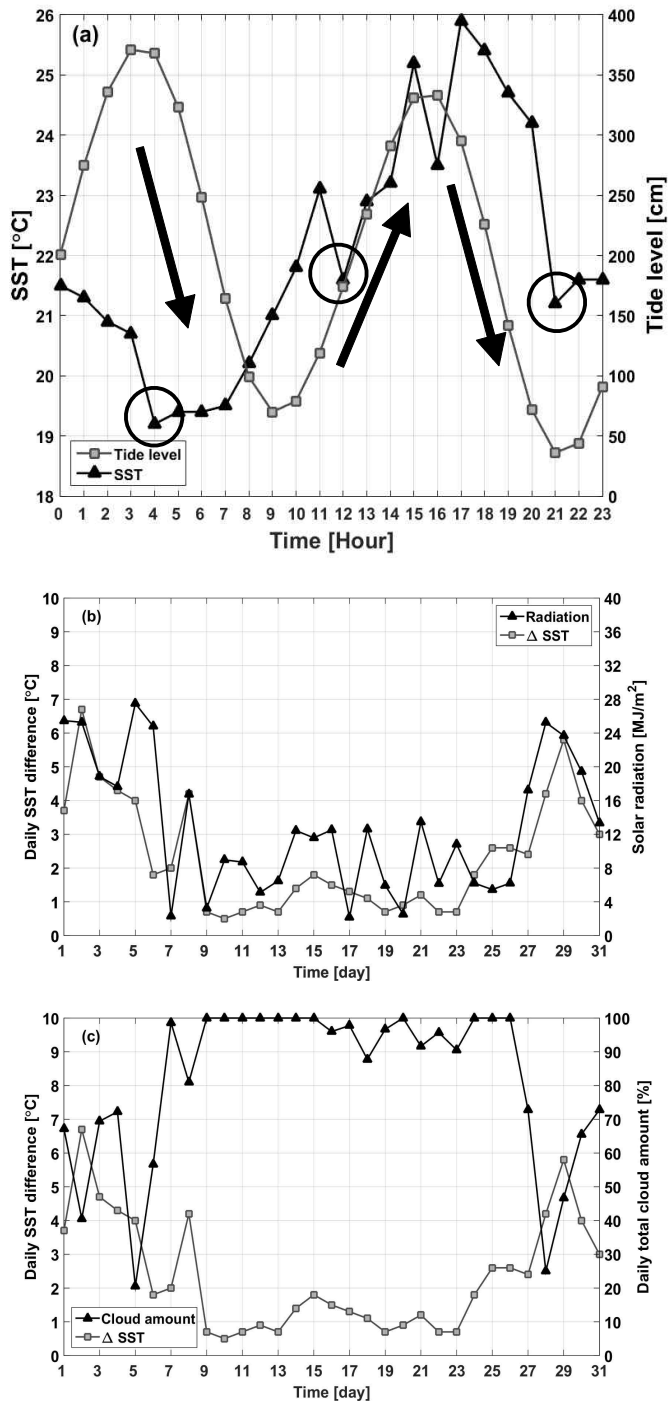 (a)
26
25
24
23
22
21
20
19
18
SST [°C]
400
350
300
250
200
150
100
50
0
Tide level [cm]
Tide level
SST
0 1 2 3 4 5 6 7 8 9 10 11 12 13 14 15 16 17 18 19 20 21 22 23
Time [Hour]
(b)
10
9
8
7
6
5
4
3
2
1
0
Daily SST difference [°C]
Radiation
Δ SST
40
36
32
28
24
20
16
12
8
4
0
Solar radiation [MJ/m²]
1 3 5 7 9 11 13 15 17 19 21 23 25 27 29 31
Time [day]
(c)
10
9
8
7
6
5
4
3
2
1
0
Daily SST difference [°C]
100
90
80
70
60
50
40
30
20
10
0
Daily total cloud amount [%]
Cloud amount
Δ SST
1 3 5 7 9 11 13 15 17 19 21 23 25 27 29 31
Time [day]